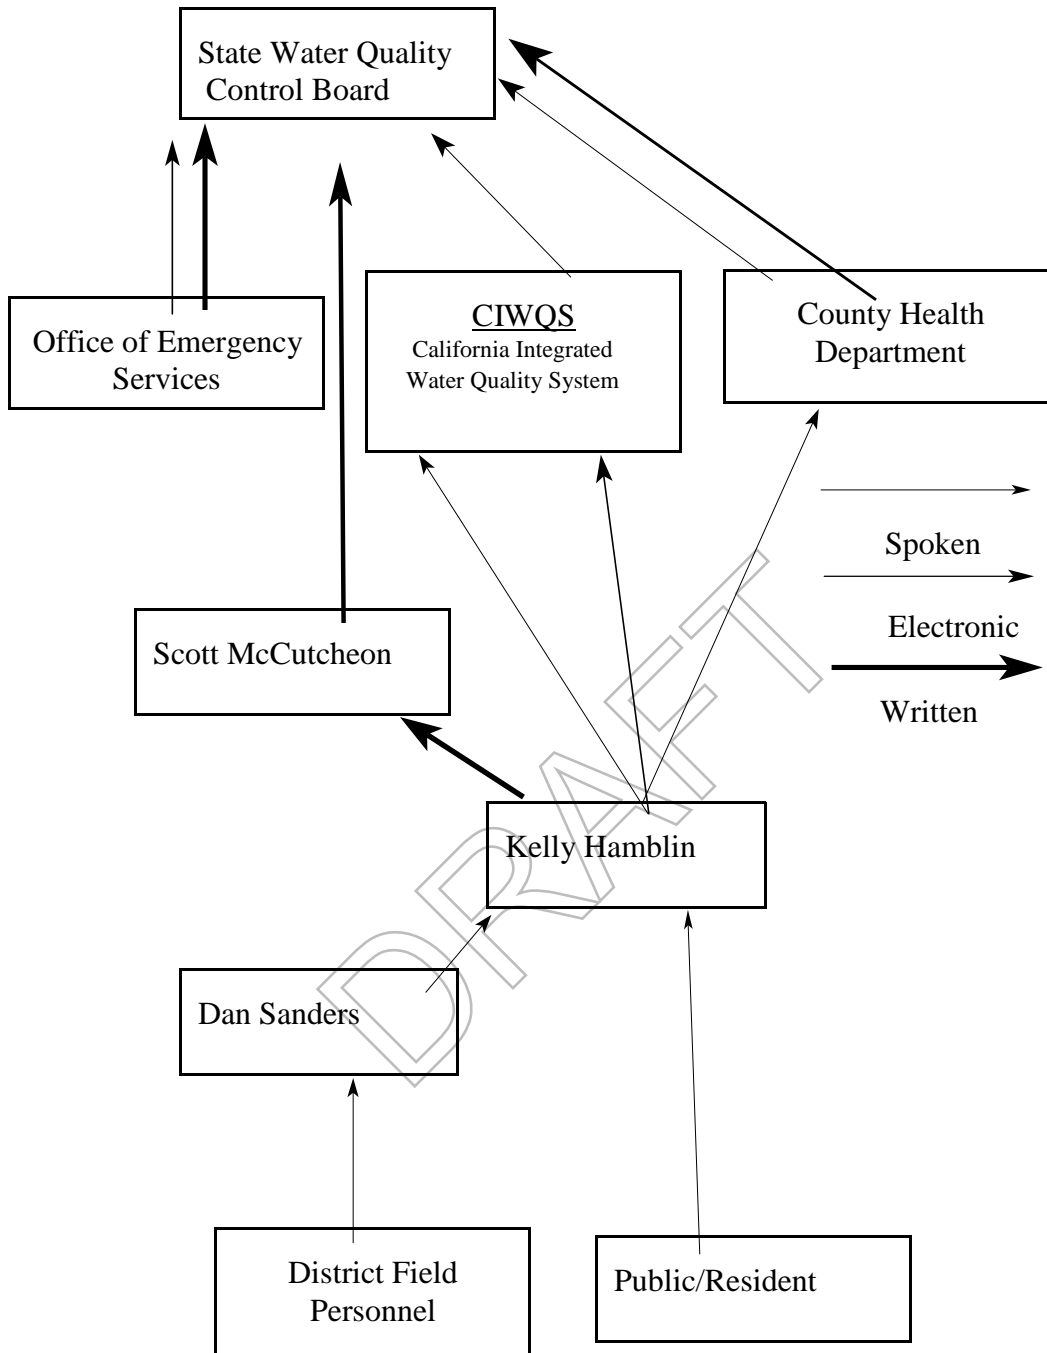 State Water Quality
Control Board
Office of Emergency
Services
CIWQS
California Integrated
Water Quality System
County Health
Department
Spoken
Electronic
Written
Scott McCutcheon
Kelly Hamblin
Dan Sanders
District Field
Personnel
Public/Resident
DRAFT